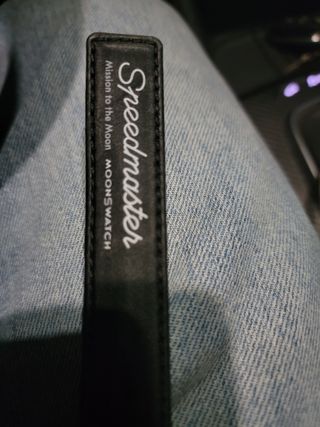 Speedmaster
Mission to the Moon MOONSWATCH